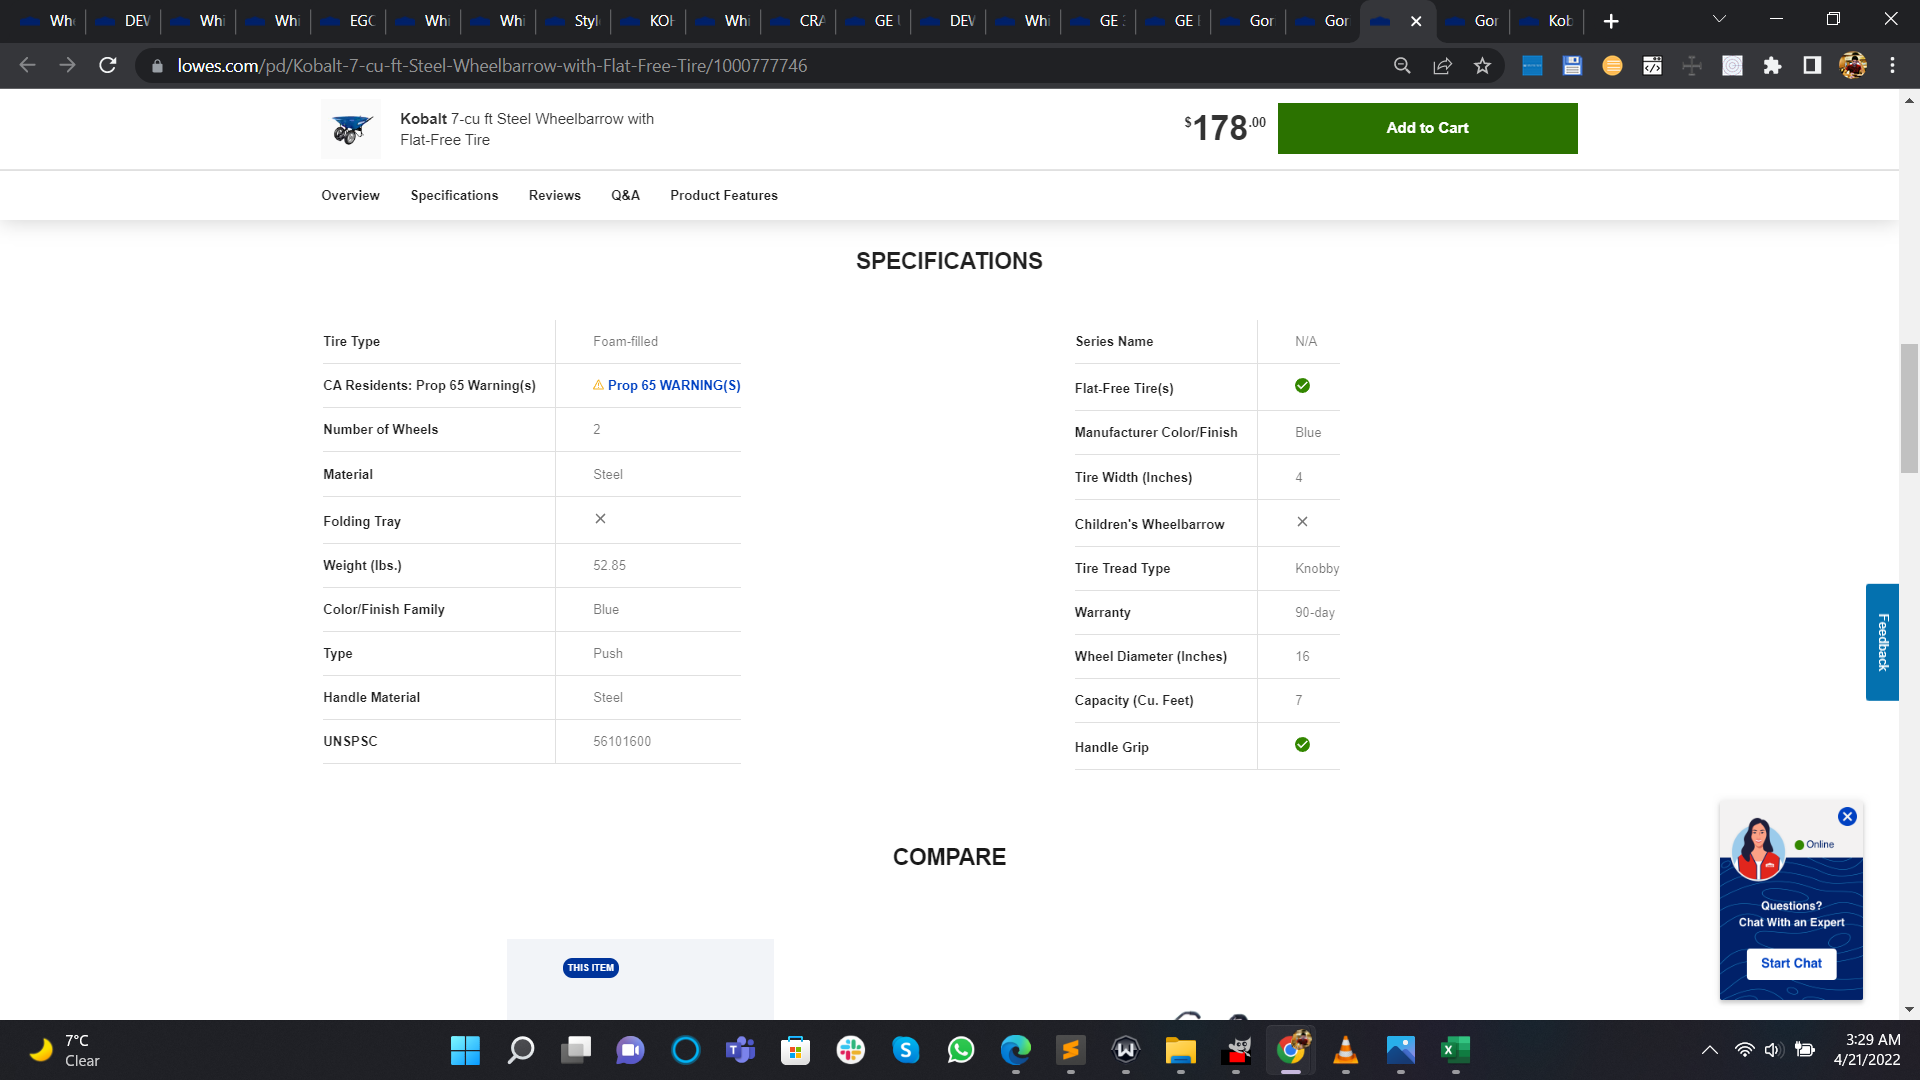 Whe
DEV
Whi
Whi
EGO
Whi
Whi
Style
KOH
Whi
CRA
GE U
DEV
Whi
GE
GE
Gor
Gor
Gor
Kob
lowes.com/pd/Kobalt-7-cu-ft-Steel-Wheelbarrow-with-Flat-Free-Tire/1000777746
Kobalt 7-cu ft Steel Wheelbarrow with
Flat-Free Tire
$178.00
Add to Cart
Overview
Specifications
Reviews
Q&A
Product Features
SPECIFICATIONS
Tire Type Foam-filled
CA Residents: Prop 65 Warning(s) Prop 65 WARNING(S)
Number of Wheels 2
Material Steel
Folding Tray
Weight (lbs.) 52.85
Color/Finish Family Blue
Type Push
Handle Material Steel
UNSPSC 56101600
Series Name N/A
Flat-Free Tire(s)
Manufacturer Color/Finish Blue
Tire Width (Inches) 4
Children's Wheelbarrow
Tire Tread Type Knobby
Warranty 90-day
Wheel Diameter (Inches) 16
Capacity (Cu. Feet) 7
Handle Grip
Feedback
COMPARE
THIS ITEM
Online
Questions?
Chat With an Expert
Start Chat
7°C
Clear
3:29 AM
4/21/2022